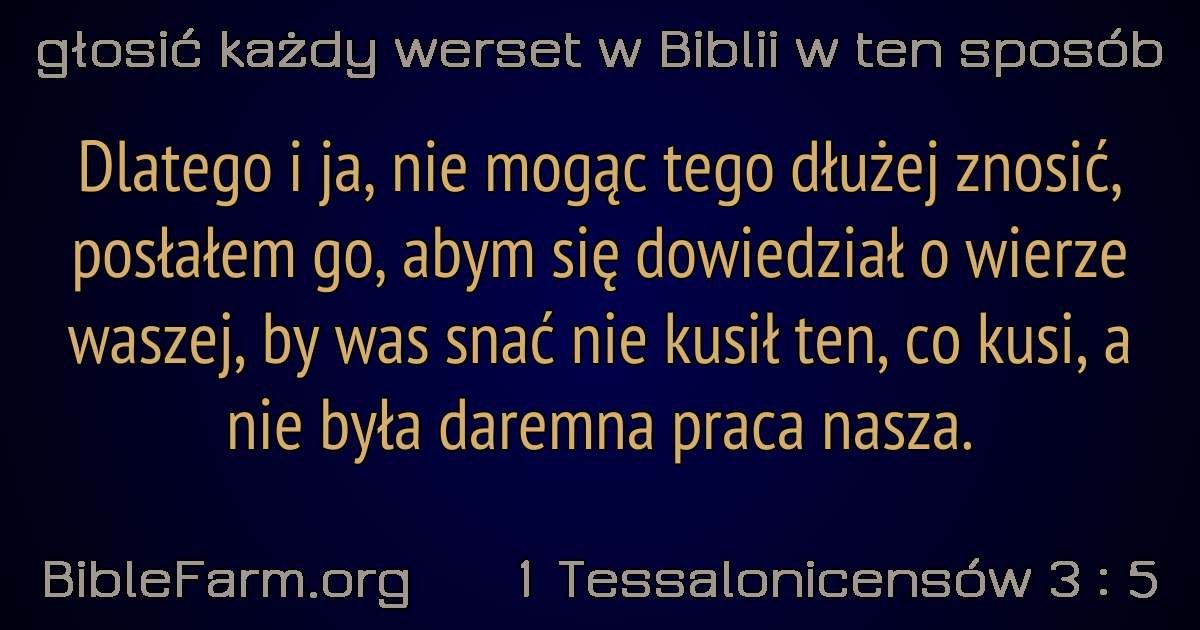 głosić każdy werset w Biblii w ten sposób
Dlatego i ja, nie mogąc tego dłużej znosić,
posłałem go, abym się dowiedział o wierze
waszej, by was snać nie kusił ten, co kusi, a
nie była daremna praca nasza.
BibleFarm.org 1 Tessalonicensów 3 : 5